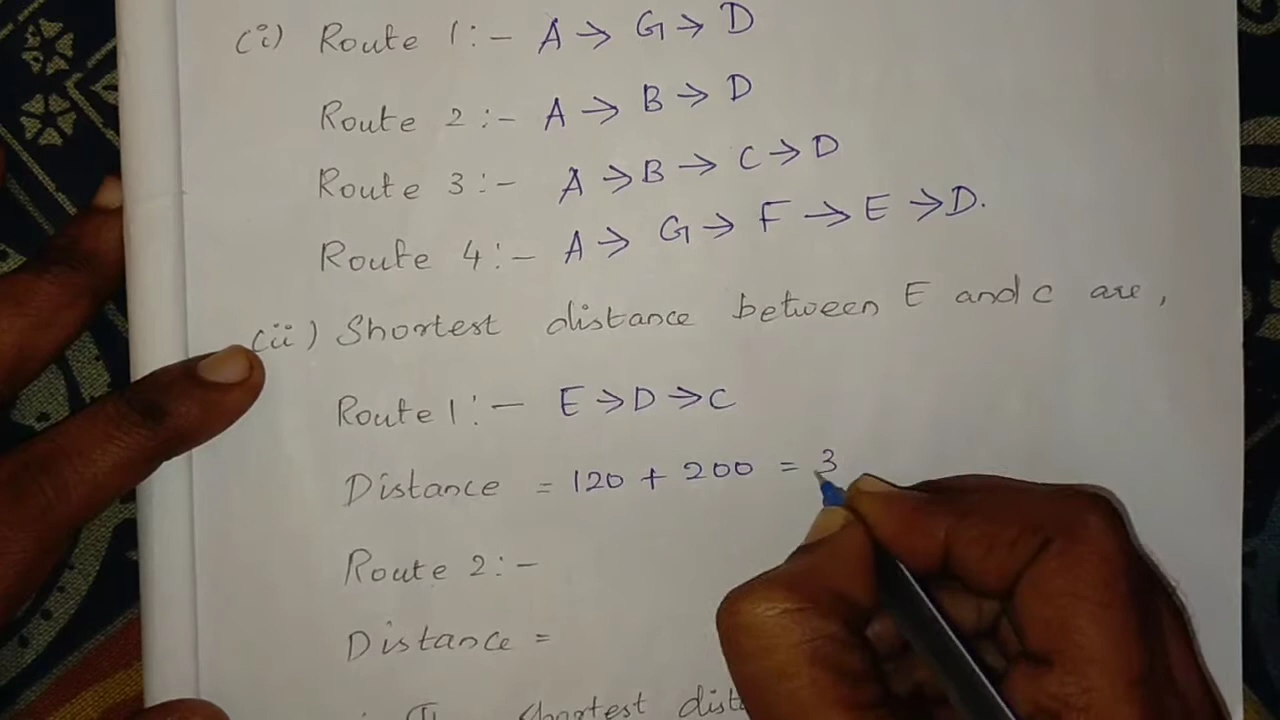 (i) Route 1:- A → G → D
Route 2:- A → B → D
Route 3:- A → B → C → D
Route 4:- A → G → F → E → D.
(ii) Shortest distance between E and c are,
Route 1:- E → D → C
Distance = 120 + 200 = 3
Route 2:-
Distance =
shortest